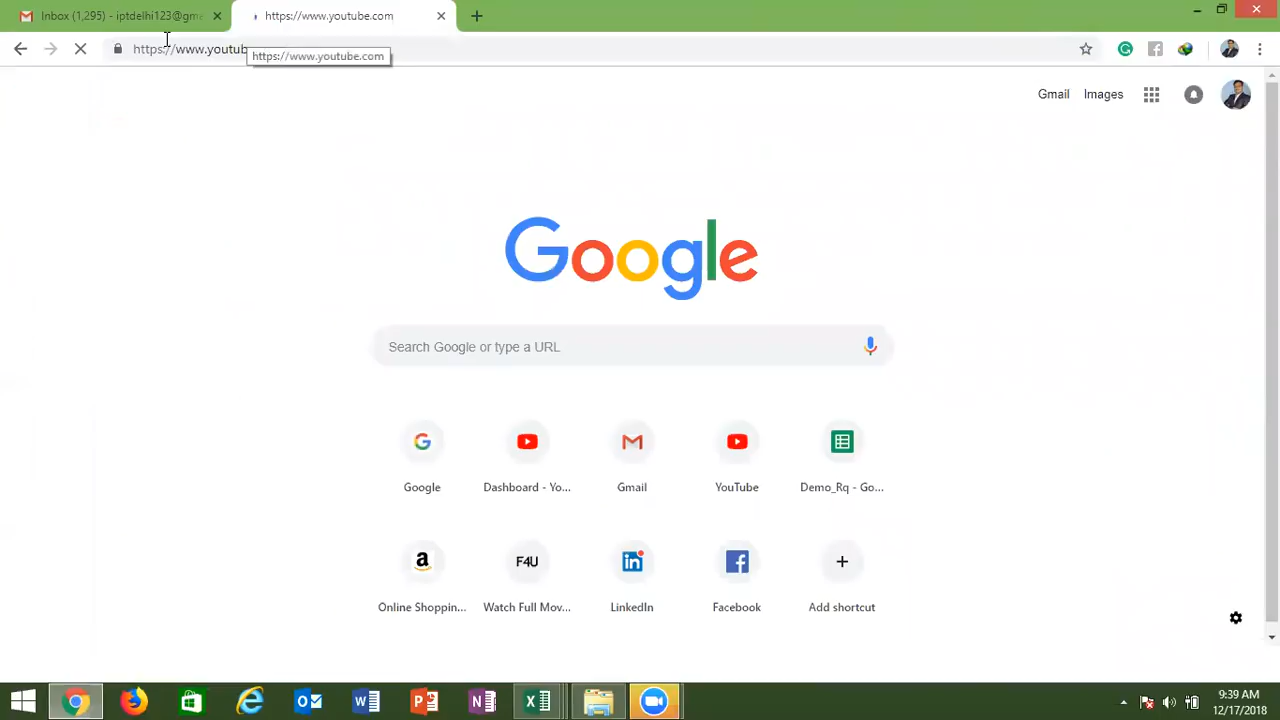 Inbox (1,295) - iptdelhi123@gm
https://www.youtube.com
https://www.youtub
https://www.youtube.com
Gmail Images
Google
Search Google or type a URL
Google Dashboard - Yo... Gmail YouTube Demo_Rq - Go...
a F4U in
Online Shoppin... Watch Full Mov... LinkedIn Facebook Add shortcut
9:39 AM
12/17/2018